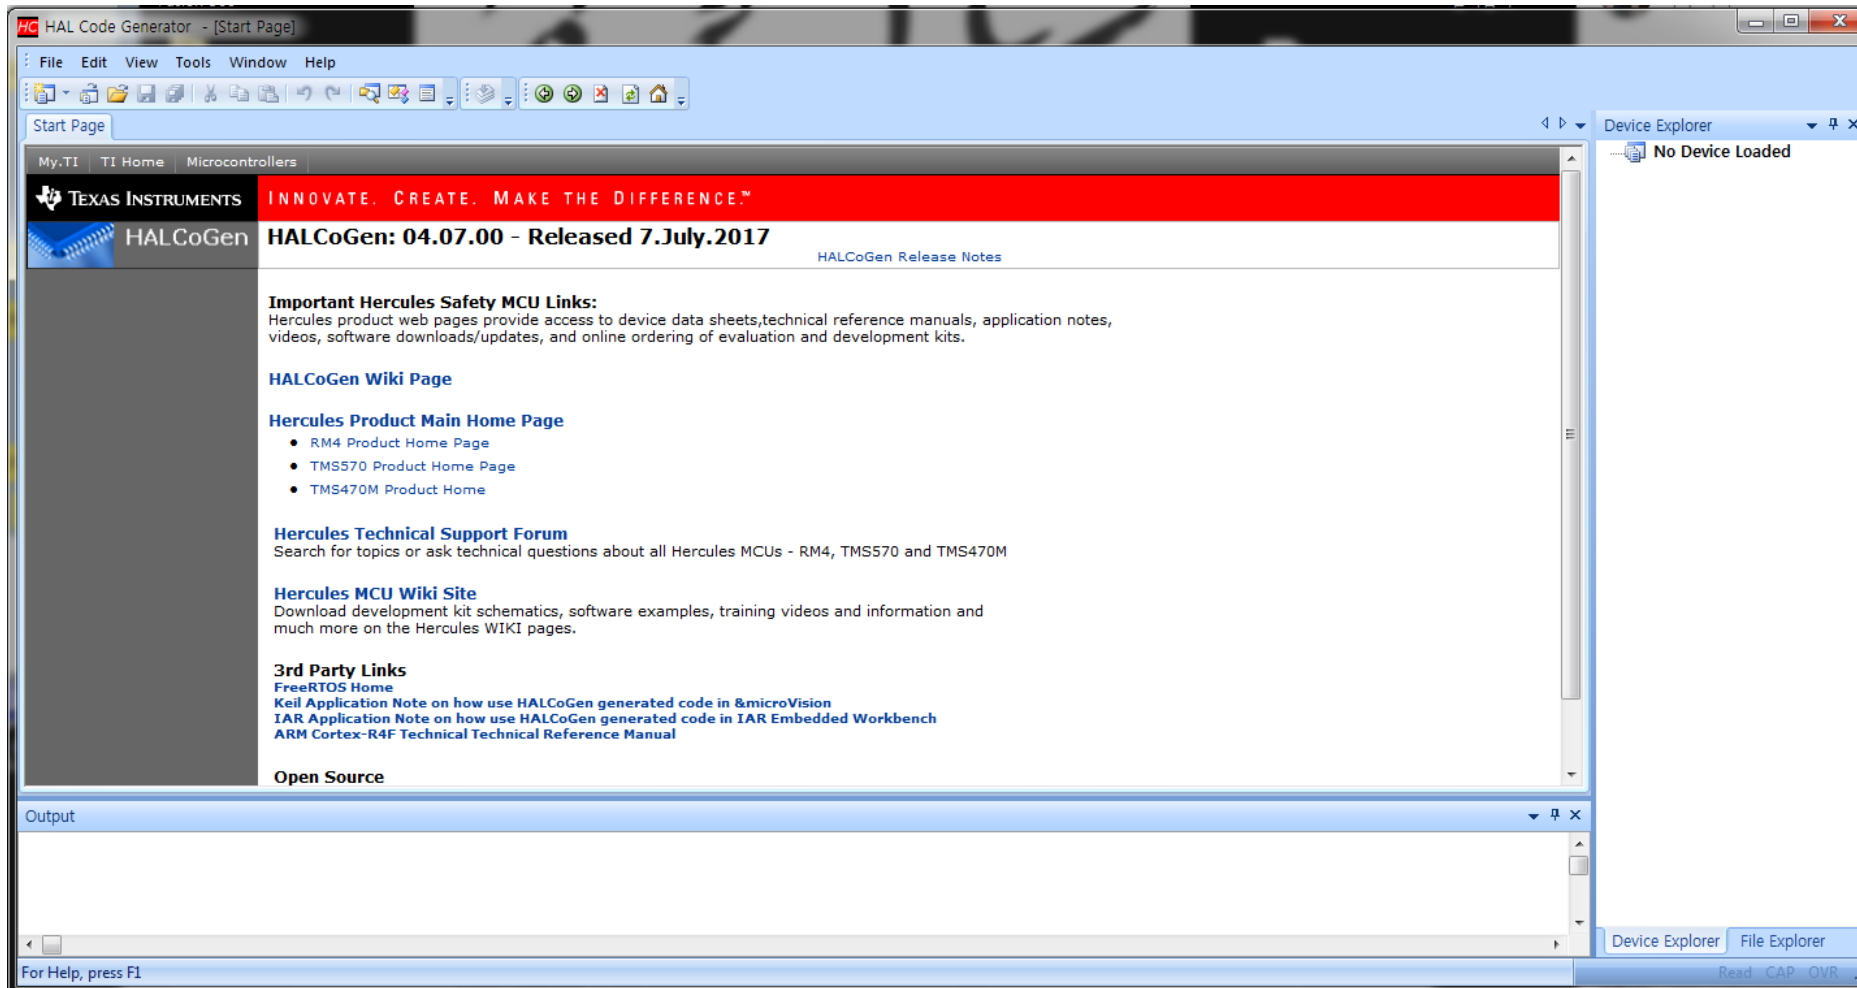 HC HAL Code Generator - [Start Page]
File Edit View Tools Window Help
Start Page
Device Explorer
No Device Loaded
My.TI TI Home Microcontrollers
TEXAS INSTRUMENTS INNOVATE. CREATE. MAKE THE DIFFERENCE.™
HALCoGen HALCoGen: 04.07.00 - Released 7.July.2017
HALCoGen Release Notes
Important Hercules Safety MCU Links:
Hercules product web pages provide access to device data sheets,technical reference manuals, application notes,
videos, software downloads/updates, and online ordering of evaluation and development kits.
HALCoGen Wiki Page
Hercules Product Main Home Page
RM4 Product Home Page
TMS570 Product Home Page
TMS470M Product Home
Hercules Technical Support Forum
Search for topics or ask technical questions about all Hercules MCUs - RM4, TMS570 and TMS470M
Hercules MCU Wiki Site
Download development kit schematics, software examples, training videos and information and
much more on the Hercules WIKI pages.
3rd Party Links
FreeRTOS Home
Keil Application Note on how use HALCoGen generated code in &microVision
IAR Application Note on how use HALCoGen generated code in IAR Embedded Workbench
ARM Cortex-R4F Technical Technical Reference Manual
Open Source
Output
Device Explorer File Explorer
For Help, press F1
Read CAP OVR